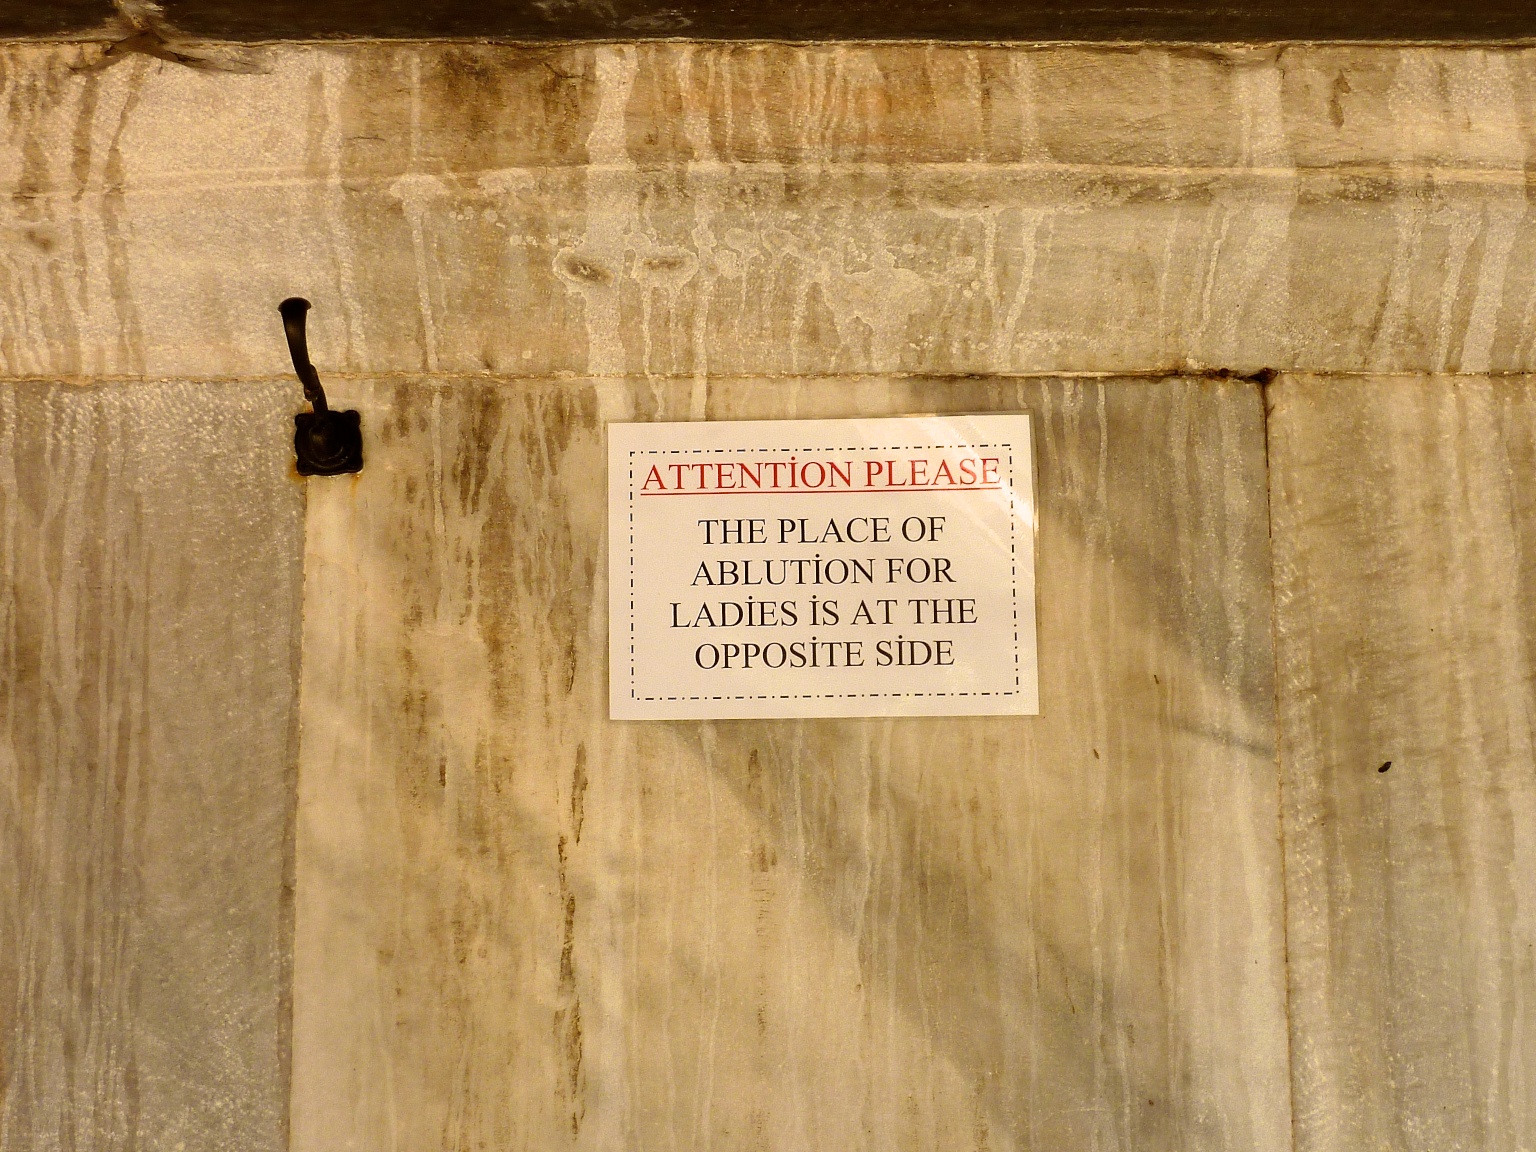 ATTENTİON PLEASE
THE PLACE OF
ABLUTİON FOR
LADİES İS AT THE
OPPOSİTE SİDE